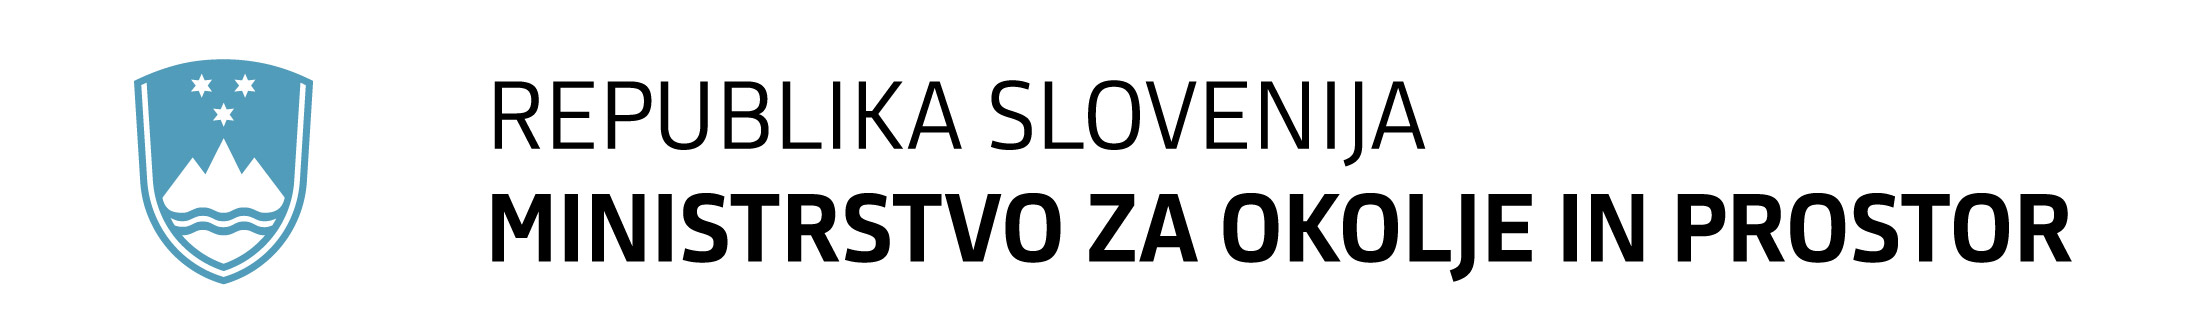 REPUBLIKA SLOVENIJA
MINISTRSTVO ZA OKOLJE IN PROSTOR